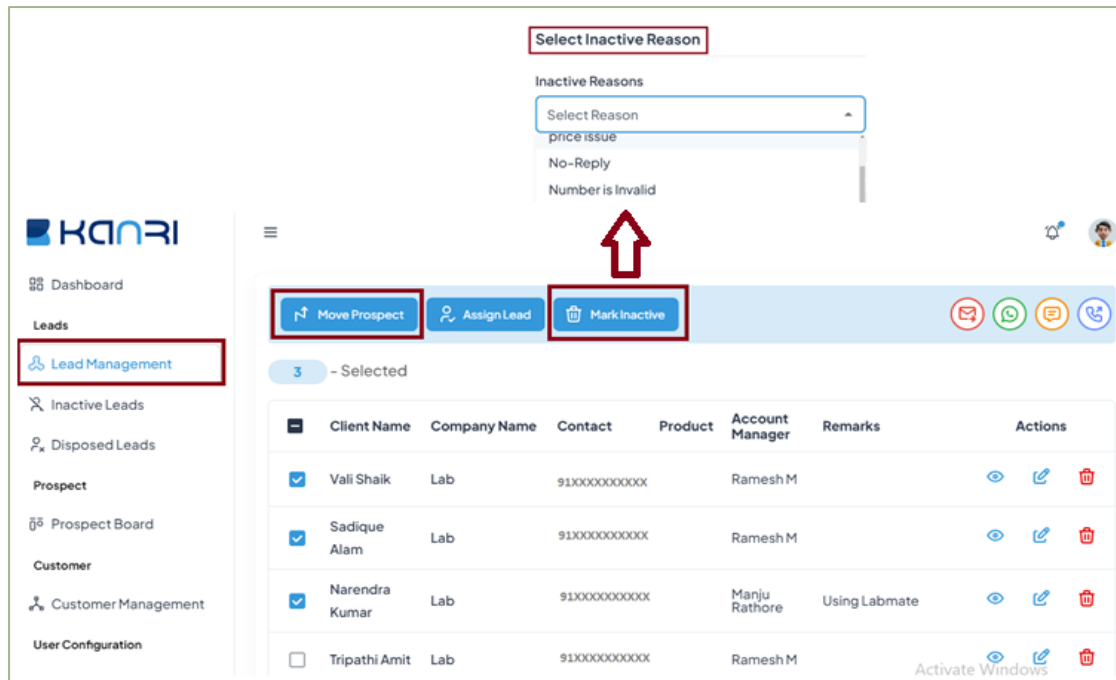 Select Inactive Reason
Inactive Reasons
Select Reason
price issue
No-Reply
Number is Invalid
KANRI
Dashboard
Leads
Lead Management
Inactive Leads
Disposed Leads
Prospect
Prospect Board
Customer
Customer Management
User Configuration
Move Prospect Assign Lead Mark Inactive
3 - Selected
Client Name Company Name Contact Product Account Manager Remarks Actions
Vali Shaik Lab 91XXXXXXXXXX Ramesh M
Sadique Alam Lab 91XXXXXXXXXX Ramesh M
Narendra Kumar Lab 91XXXXXXXXXX Manju Rathore Using Labmate
Tripathi Amit Lab 91XXXXXXXXXX Ramesh M
Activate Windows